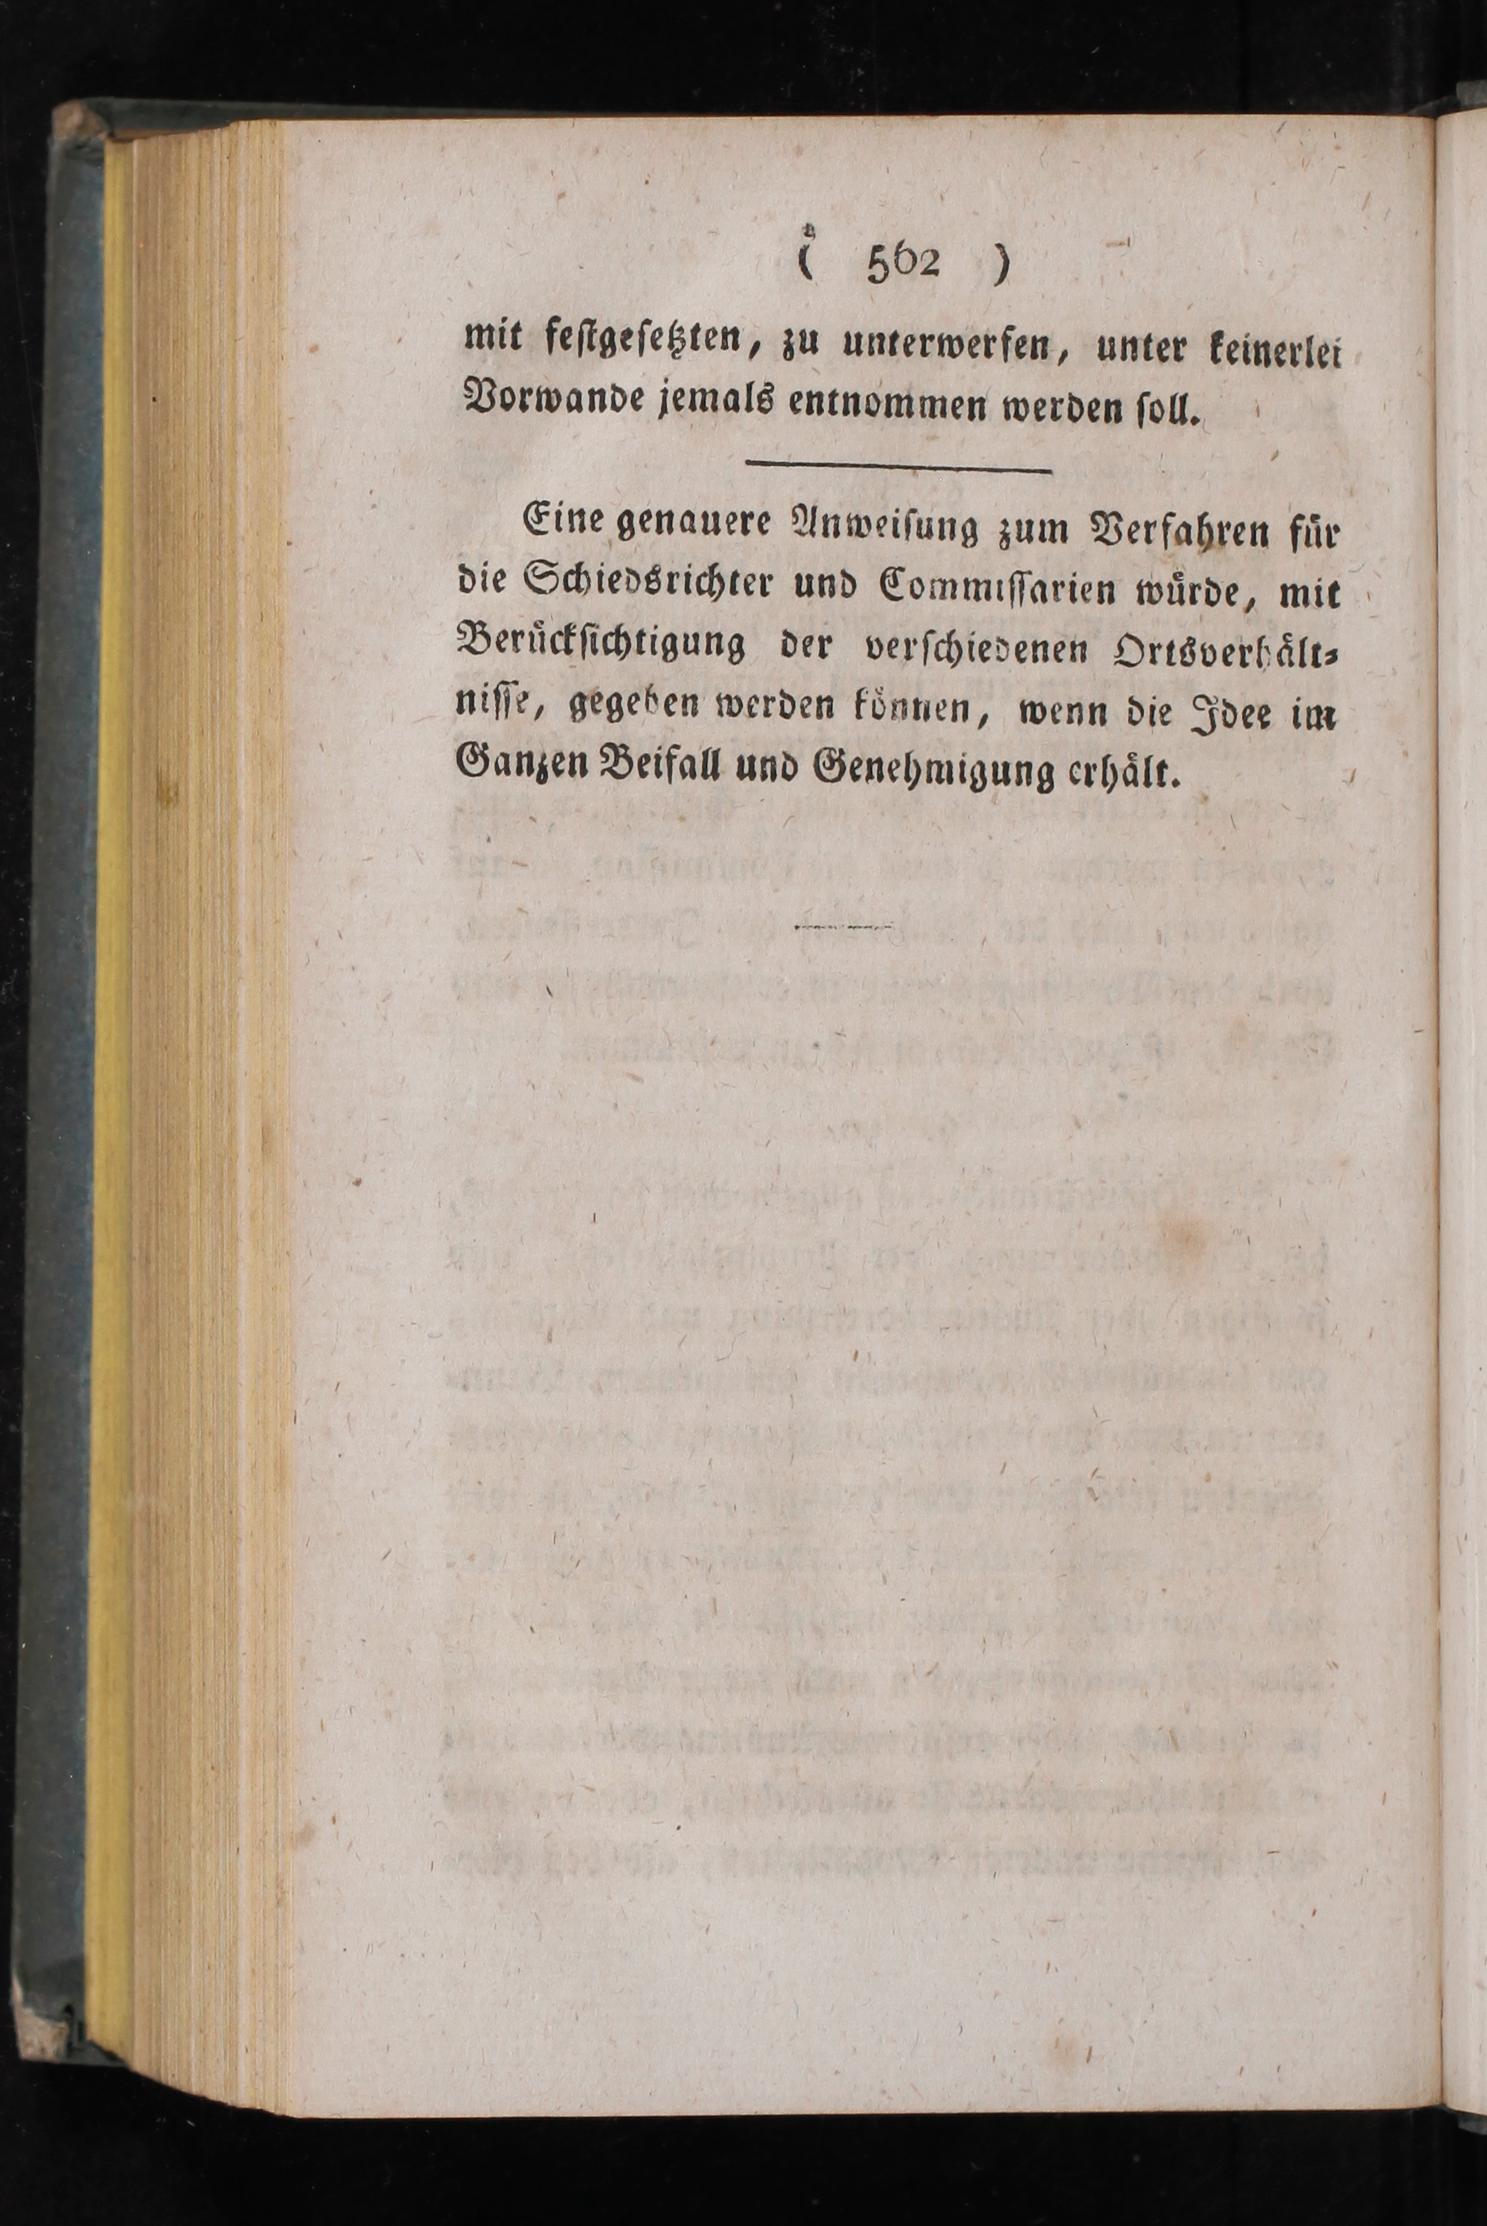 ( 562 )
mit feſtgeſetzten, zu unterwerfen, unter keinerlei
Vorwande jemals entnommen werden ſoll.
Eine genauere Anweiſung zum Verfahren für
die Schiedsrichter und Commiſſarien würde, mit
Berückſichtigung der verſchiedenen Ortsverhält⸗
niſſe, gegeben werden können, wenn die Idee im
Ganzen Beifall und Genehmigung erhält.